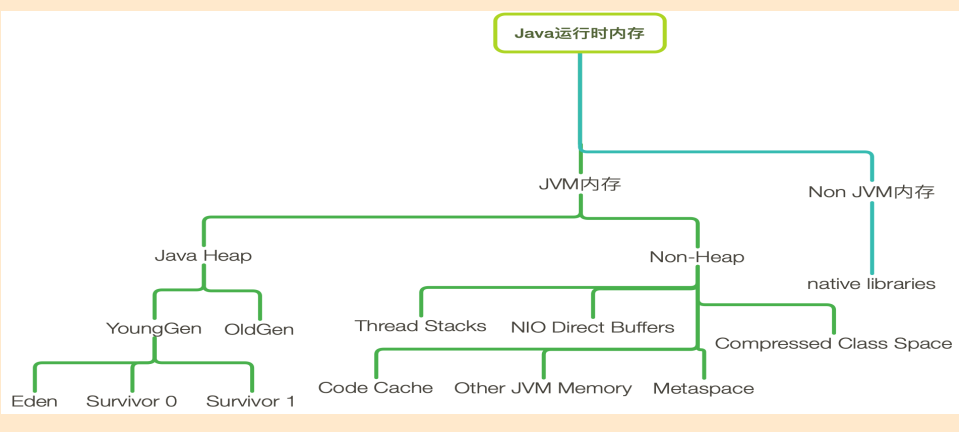 Java运行时内存
JVM内存
Non JVM内存
Java Heap
Non-Heap
native libraries
YoungGen
OldGen
Thread Stacks
NIO Direct Buffers
Compressed Class Space
Eden
Survivor 0
Survivor 1
Code Cache
Other JVM Memory
Metaspace